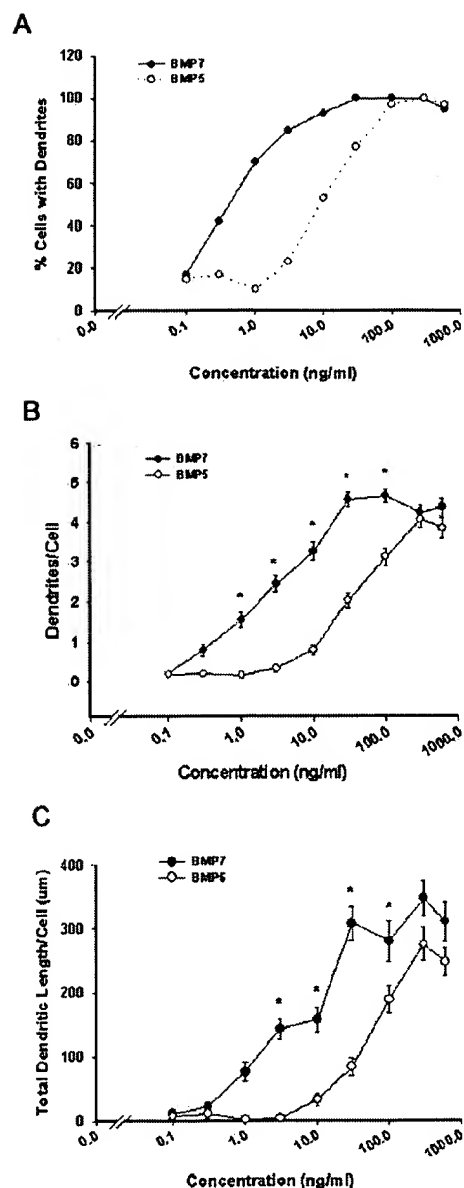 A
BMP7
BMP5
% Cells with Dendrites
120
100
80
60
40
20
0
0.0
0.1
1.0
10.0
100.0
1000.0
Concentration (ng/ml)
B
BMP7
BMP5
Dendrites/Cell
6
5
4
3
2
1
0
0.0
0.1
1.0
10.0
100.0
1000.0
* * * * *
Concentration (ng/ml)
C
BMP7
BMP5
Total Dendritic Length/Cell (um)
400
300
200
100
0
0.0
0.1
1.0
10.0
100.0
1000.0
* * * *
Concentration (ng/ml)